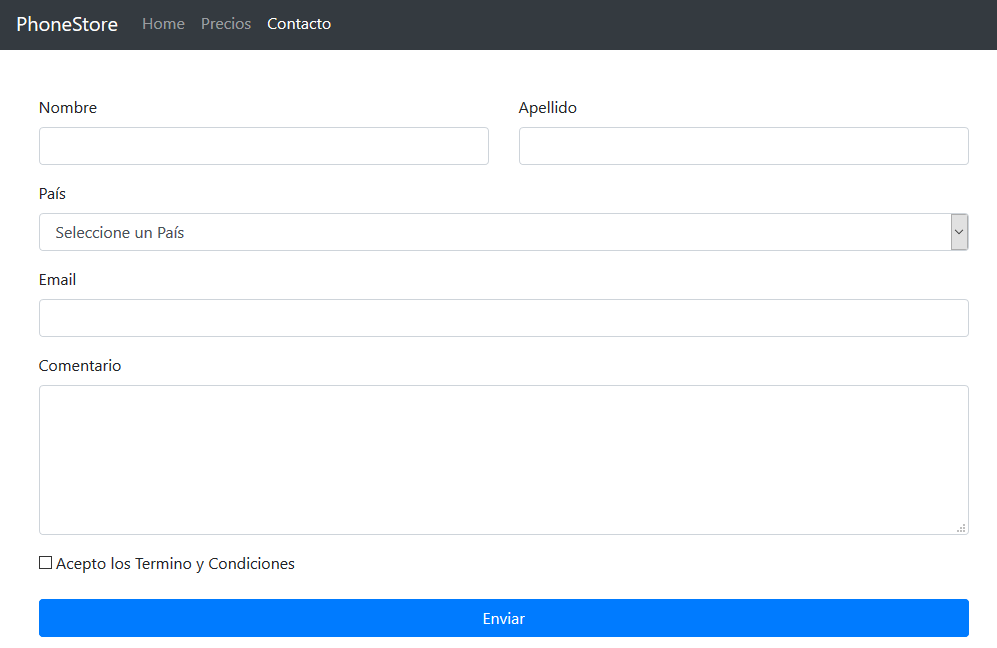 PhoneStore Home Precios Contacto
Nombre Apellido
País
Seleccione un País
Email
Comentario
Acepto los Termino y Condiciones
Enviar